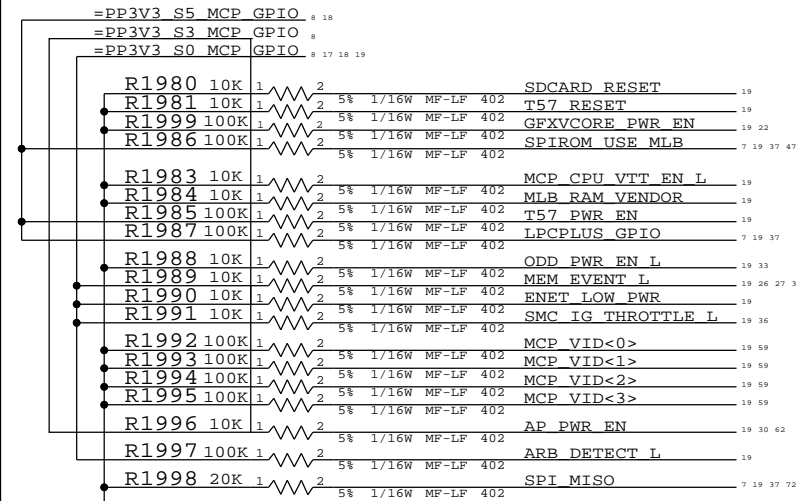 =PP3V3_S5_MCP_GPIO 8 18
=PP3V3_S3_MCP_GPIO 8
=PP3V3_S0_MCP_GPIO 8 17 18 19
R1980 10K 1 2 SDCARD_RESET 19
5% 1/16W MF-LF 402
R1981 10K 1 2 T57_RESET 19
5% 1/16W MF-LF 402
R1999 100K 1 2 GFXVCORE_PWR_EN 19 22
5% 1/16W MF-LF 402
R1986 100K 1 2 SPIROM_USE_MLB 7 19 37 47
5% 1/16W MF-LF 402
R1983 10K 1 2 MCP_CPU_VTT_EN_L 19
5% 1/16W MF-LF 402
R1984 10K 1 2 MLB_RAM_VENDOR 19
5% 1/16W MF-LF 402
R1985 100K 1 2 T57_PWR_EN 19
5% 1/16W MF-LF 402
R1987 100K 1 2 LPCPLUS_GPIO 7 19 37
5% 1/16W MF-LF 402
R1988 10K 1 2 ODD_PWR_EN_L 19 33
5% 1/16W MF-LF 402
R1989 10K 1 2 MEM_EVENT_L 19 26 27 3
5% 1/16W MF-LF 402
R1990 10K 1 2 ENET_LOW_PWR 19
5% 1/16W MF-LF 402
R1991 10K 1 2 SMC_IG_THROTTLE_L 19 36
5% 1/16W MF-LF 402
R1992 100K 1 2 MCP_VID<0> 19 59
5% 1/16W MF-LF 402
R1993 100K 1 2 MCP_VID<1> 19 59
5% 1/16W MF-LF 402
R1994 100K 1 2 MCP_VID<2> 19 59
5% 1/16W MF-LF 402
R1995 100K 1 2 MCP_VID<3> 19 59
5% 1/16W MF-LF 402
R1996 10K 1 2 AP_PWR_EN 19 30 62
5% 1/16W MF-LF 402
R1997 100K 1 2 ARB_DETECT_L 19
5% 1/16W MF-LF 402
R1998 20K 1 2 SPI_MISO 7 19 37 72
5% 1/16W MF-LF 402